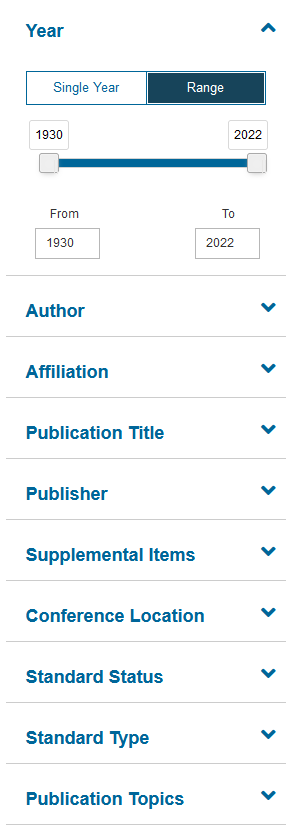 Year
Single Year Range
1930 2022
From To
1930 2022
Author
Affiliation
Publication Title
Publisher
Supplemental Items
Conference Location
Standard Status
Standard Type
Publication Topics